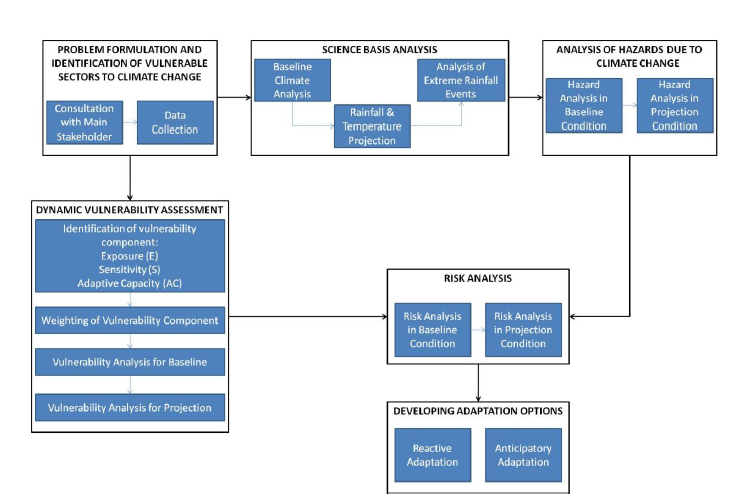 PROBLEM FORMULATION AND
IDENTIFICATION OF VULNERABLE
SECTORS TO CLIMATE CHANGE
Consultation
with Main
Stakeholder
Data
Collection
SCIENCE BASIS ANALYSIS
Baseline
Climate
Analysis
Rainfall &
Temperature
Projection
Analysis of
Extreme Rainfall
Events
ANALYSIS OF HAZARDS DUE TO
CLIMATE CHANGE
Hazard
Analysis in
Baseline
Condition
Hazard
Analysis in
Projection
Condition
DYNAMIC VULNERABILITY ASSESSMENT
Identification of vulnerability
component:
Exposure (E)
Sensitivity (S)
Adaptive Capacity (AC)
Weighting of Vulnerability Component
Vulnerability Analysis for Baseline
Vulnerability Analysis for Projection
RISK ANALYSIS
Risk Analysis
in Baseline
Condition
Risk Analysis
in Projection
Condition
DEVELOPING ADAPTATION OPTIONS
Reactive
Adaptation
Anticipatory
Adaptation